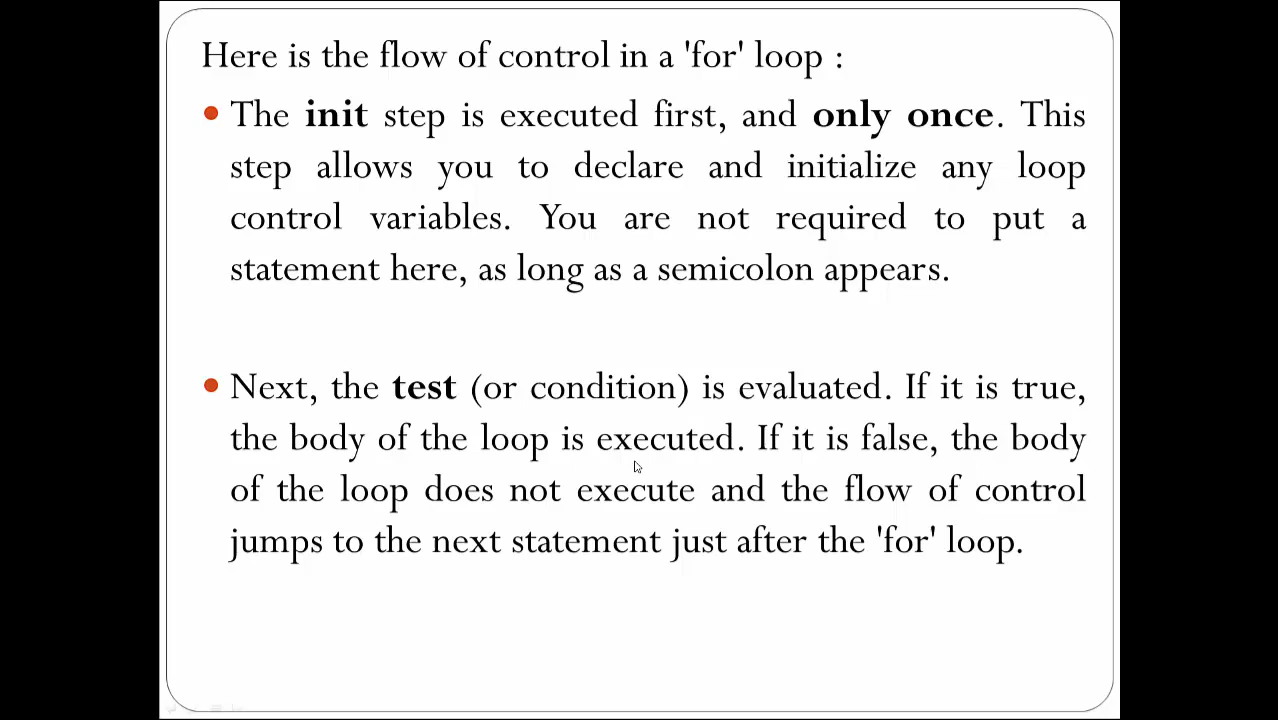 Here is the flow of control in a 'for' loop :
The init step is executed first, and only once. This
step allows you to declare and initialize any loop
control variables. You are not required to put a
statement here, as long as a semicolon appears.
Next, the test (or condition) is evaluated. If it is true,
the body of the loop is executed. If it is false, the body
of the loop does not execute and the flow of control
jumps to the next statement just after the 'for' loop.